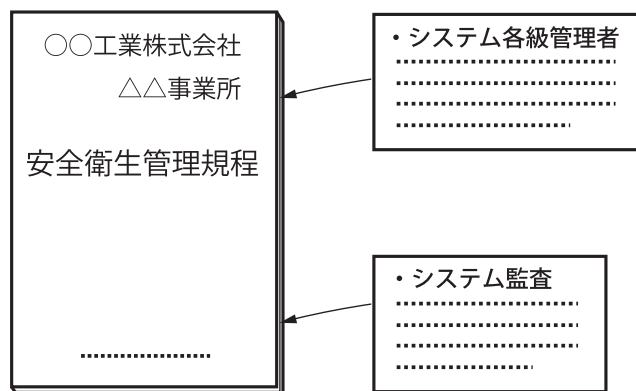 ○○工業株式会社
△△事業所
安全衛生管理規程
・システム各級管理者
・システム監査